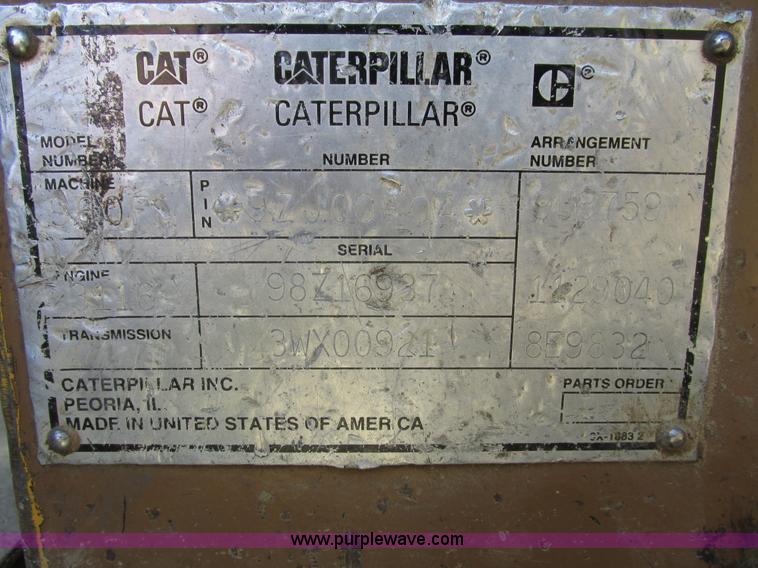 CAT® CATERPILLAR® ®
CAT® CATERPILLAR®
MODEL NUMBER NUMBER ARRANGEMENT NUMBER
MACHINE PIN
SERIAL
ENGINE 98Z16937 1129040
TRANSMISSION 3WX00921 8E9832
CATERPILLAR INC. PARTS ORDER
PEORIA, IL
MADE IN UNITED STATES OF AMERICA
www.purplewave.com